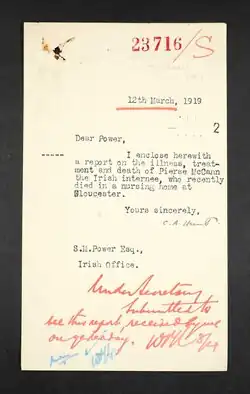 23716/S
12th March, 1919
2
Dear Power,
I enclose herewith
a report on the illness, treat-
ment and death of Pierse McCann
the Irish internee, who recently
died in a nursing home at
Gloucester.
Yours sincerely,
S.M.Power Esq.,
Irish Office.
Under Secretary
Submitted to
see this report received by me
on yesterday.